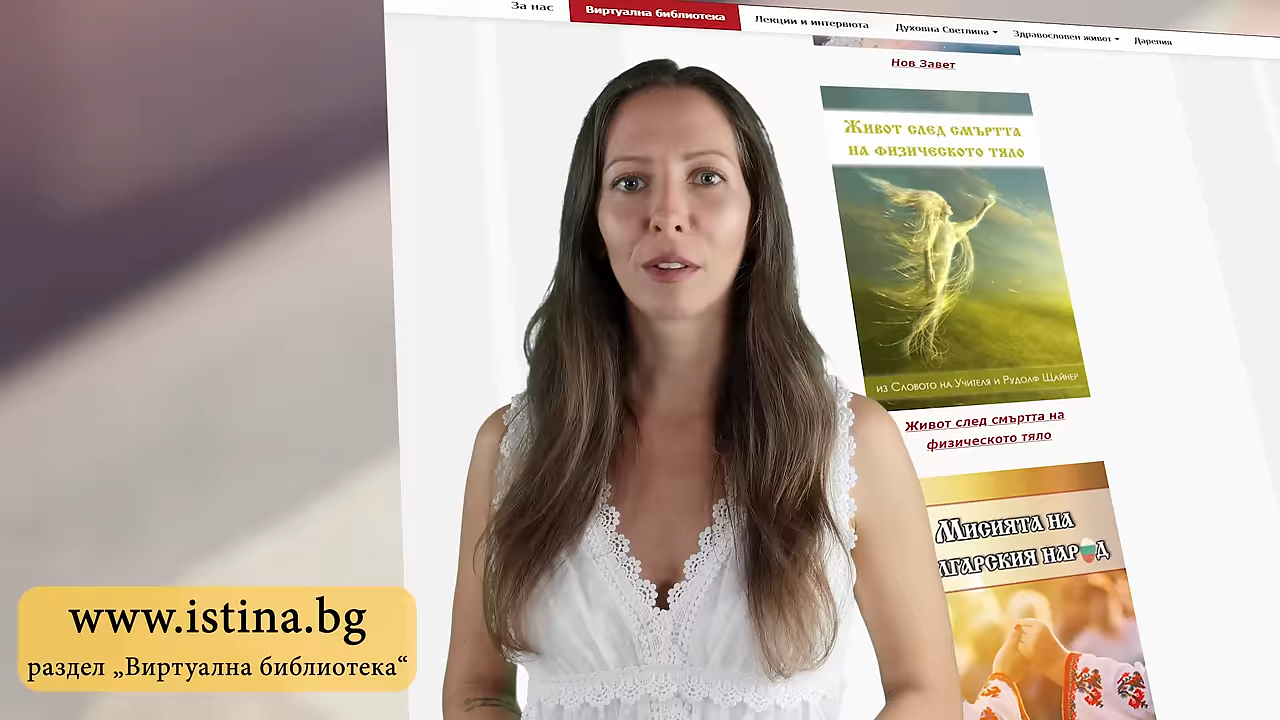 За нас
Виртуална библиотека
Лекции и интервюта
Духовна Светлина
Здравословен живот
Дарения
Нов Завет
Живот след смъртта
на физическото тяло
из Словото на Учителя и Рудолф Щайнер
Живот след смъртта на
физическото тяло
Мисията на
лгарския народ
www.istina.bg
раздел „Виртуална библиотека“